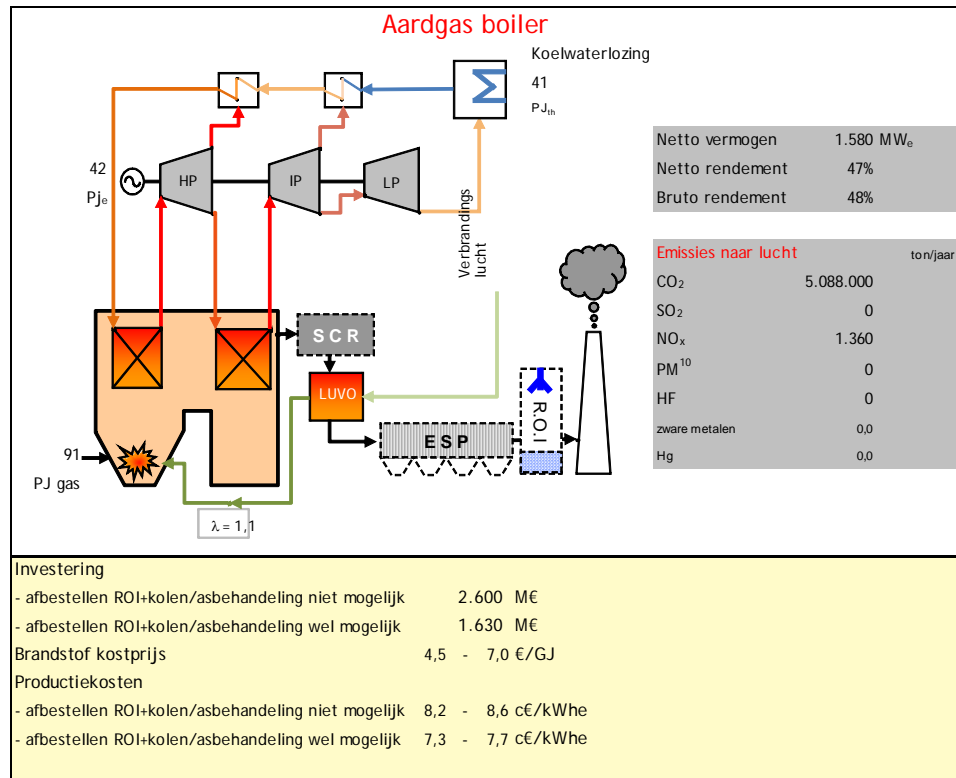 Aardgas boiler
Koelwaterlozing
41
PJth
42
Pje
HP
IP
LP
Verbrandings
lucht
SCR
LUVO
ESP
R.O.I
91
PJ gas
λ = 1,1
Netto vermogen 1.580 MWe
Netto rendement 47%
Bruto rendement 48%
Emissies naar lucht ton/jaar
CO2 5.088.000
SO2 0
NOx 1.360
PM10 0
HF 0
zware metalen 0,0
Hg 0,0
Investering
- afbestellen ROI+kolen/asbehandeling niet mogelijk 2.600 M€
- afbestellen ROI+kolen/asbehandeling wel mogelijk 1.630 M€
Brandstof kostprijs 4,5 - 7,0 €/GJ
Productiekosten
- afbestellen ROI+kolen/asbehandeling niet mogelijk 8,2 - 8,6 c€/kWhe
- afbestellen ROI+kolen/asbehandeling wel mogelijk 7,3 - 7,7 c€/kWhe